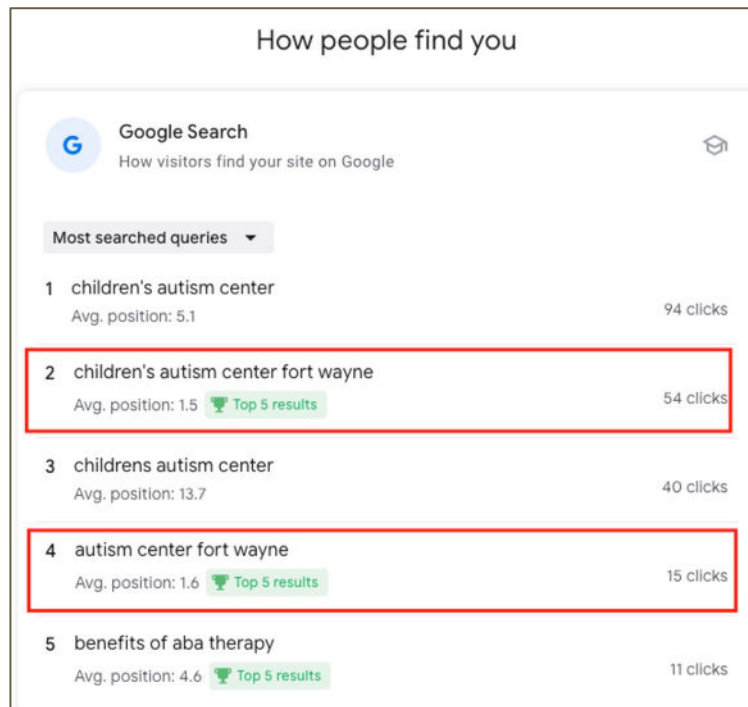 How people find you
Google Search
How visitors find your site on Google
Most searched queries
1 children's autism center
Avg. position: 5.1
94 clicks
2 children's autism center fort wayne
Avg. position: 1.5 Top 5 results
54 clicks
3 childrens autism center
Avg. position: 13.7
40 clicks
4 autism center fort wayne
Avg. position: 1.6 Top 5 results
15 clicks
5 benefits of aba therapy
Avg. position: 4.6 Top 5 results
11 clicks